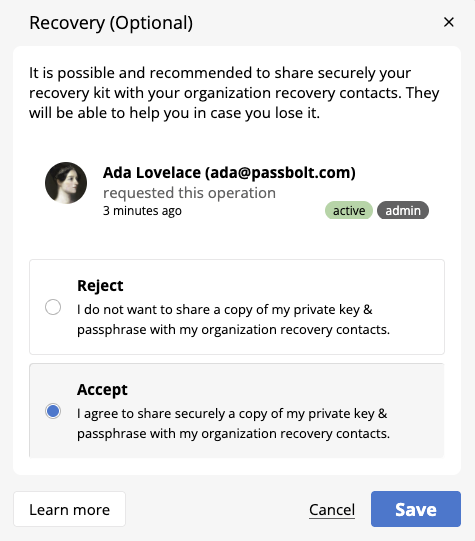 Recovery (Optional)
It is possible and recommended to share securely your
recovery kit with your organization recovery contacts. They
will be able to help you in case you lose it.
Ada Lovelace (ada@passbolt.com)
requested this operation
3 minutes ago
active admin
Reject
I do not want to share a copy of my private key &
passphrase with my organization recovery contacts.
Accept
I agree to share securely a copy of my private key &
passphrase with my organization recovery contacts.
Learn more
Cancel
Save